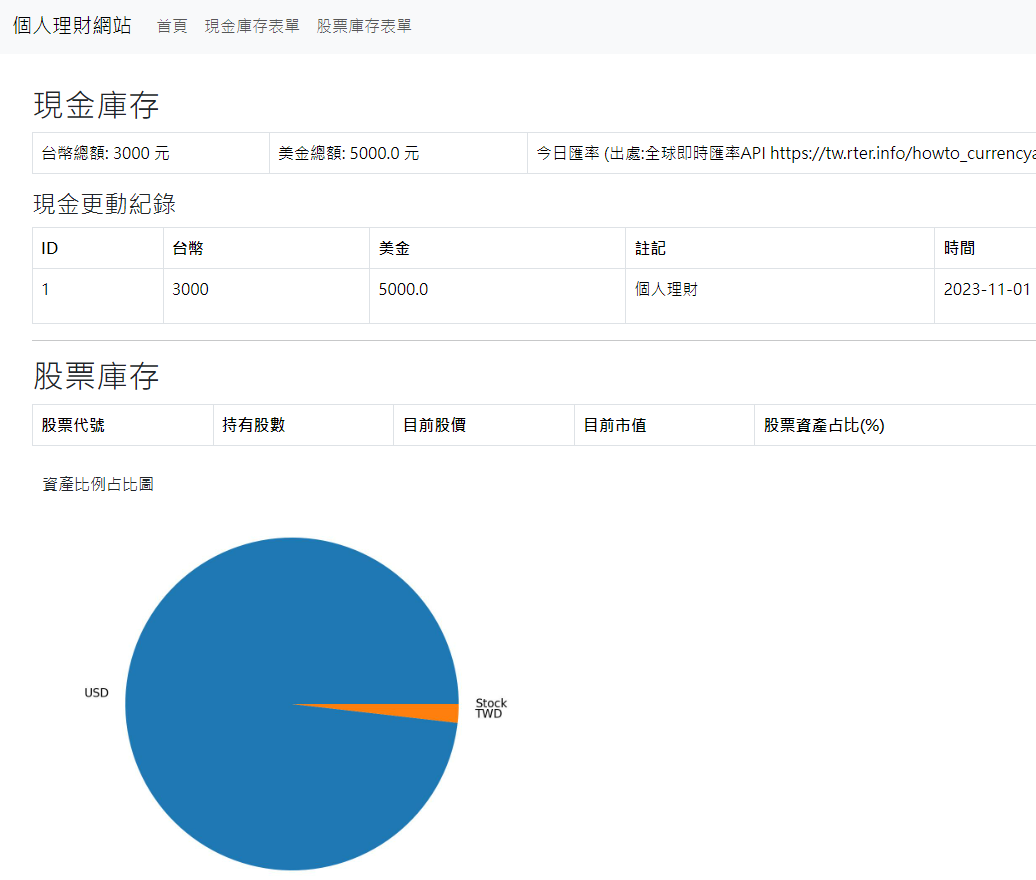 個人理財網站 首頁 現金庫存表單 股票庫存表單
現金庫存
台幣總額: 3000 元 美金總額: 5000.0 元 今日匯率 (出處:全球即時匯率API https://tw.rter.info/howto_currencya
現金更動紀錄
ID 台幣 美金 註記 時間
1 3000 5000.0 個人理財 2023-11-01
股票庫存
股票代號 持有股數 目前股價 目前市值 股票資產占比(%)
資產比例占比圖
USD
Stock
TWD